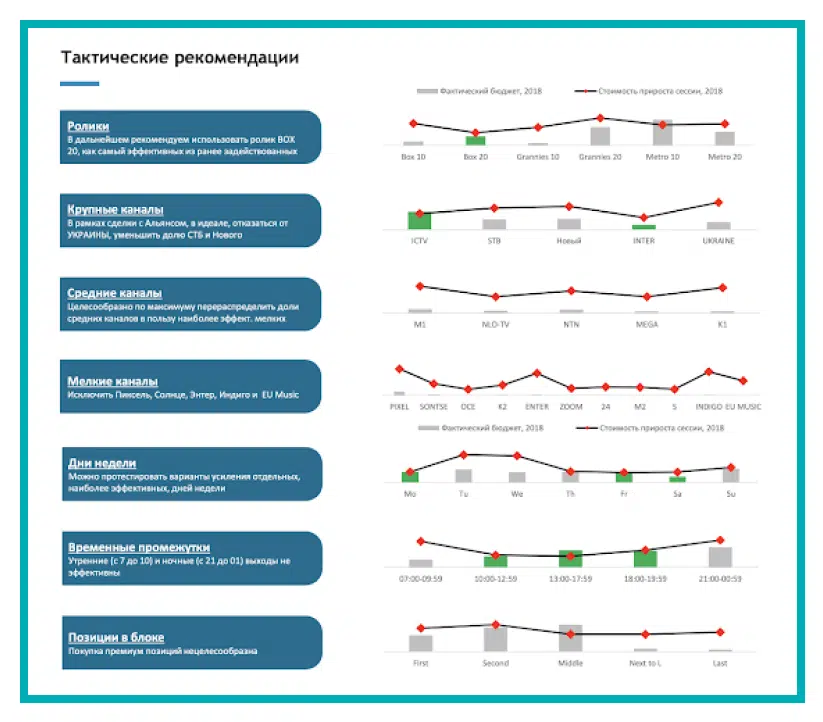 Тактические рекомендации
Фактический бюджет, 2018
Стоимость прироста сессии, 2018
Ролики
В дальнейшем рекомендуем использовать ролик BOX
20, как самый эффективных из ранее задействованных
Box 10
Box 20
Grannies 10
Grannies 20
Metro 10
Metro 20
Крупные каналы
В рамках сделки с Альянсом, в идеале, отказаться от
УКРАИНЫ, уменьшить долю СТБ и Нового
ICTV
STB
Новый
INTER
UKRAINE
Средние каналы
Целесообразно по максимуму перераспределить доли
средних каналов в пользу наиболее эффект. мелких
M1
NLO-TV
NTN
MEGA
K1
Мелкие каналы
Исключить Пиксель, Солнце, Энтер, Индиго и EU Music
PIXEL
SONTSE
OCE
K2
ENTER
ZOOM
24
M2
5
INDIGO
EU MUSIC
Фактический бюджет, 2018
Стоимость прироста сессии, 2018
Дни недели
Можно протестировать варианты усиления отдельных,
наиболее эффективных, дней недели
Mo
Tu
We
Th
Fr
Sa
Su
Временные промежутки
Утренние (с 7 до 10) и ночные (с 21 до 01) выходы не
эффективны
07:00-09:59
10:00-12:59
13:00-17:59
18:00-19:59
21:00-00:59
Позиции в блоке
Покупка премиум позиций нецелесообразна
First
Second
Middle
Next to L
Last